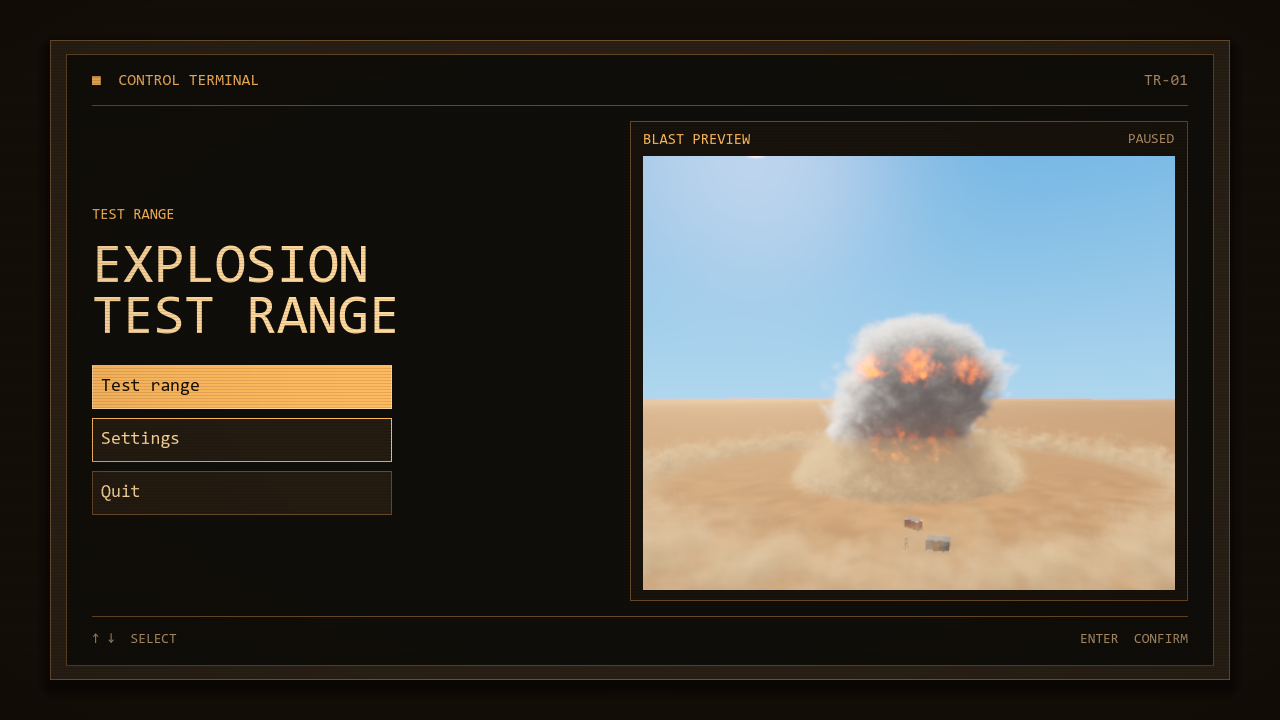 CONTROL TERMINAL
TR-01
BLAST PREVIEW
PAUSED
TEST RANGE
EXPLOSION
TEST RANGE
Test range
Settings
Quit
↑ ↓ SELECT
ENTER CONFIRM